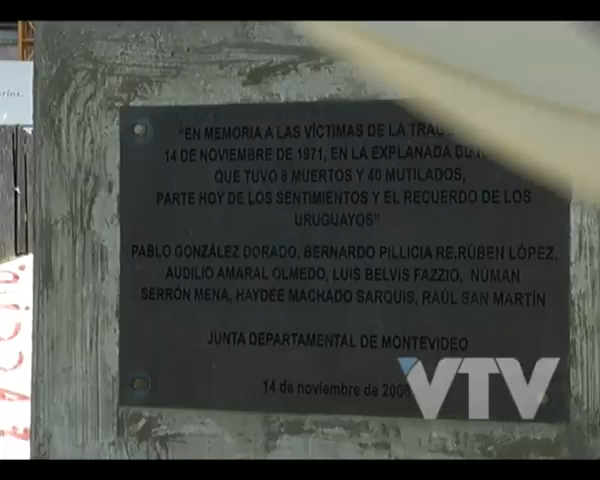 "EN MEMORIA A LAS VÍCTIMAS DE LA
14 DE NOVIEMBRE DE 1971, EN LA EXPLANADA DE
QUE TUVO 8 MUERTOS Y 40 MUTILADOS,
PARTE HOY DE LOS SENTIMIENTOS Y EL RECUERDO DE LOS
URUGUAYOS"
PABLO GONZÁLEZ DORADO, BERNARDO PILLICIA RE,RÚBEN LÓPEZ,
AUDILIO AMARAL OLMEDO, LUIS BELVIS FAZZIO, NÚMAN
SERRÓN MENA, HAYDÉE MACHADO SARQUIS, RAÚL SAN MARTÍN
JUNTA DEPARTAMENTAL DE MONTEVIDEO
14 de noviembre de
VTV